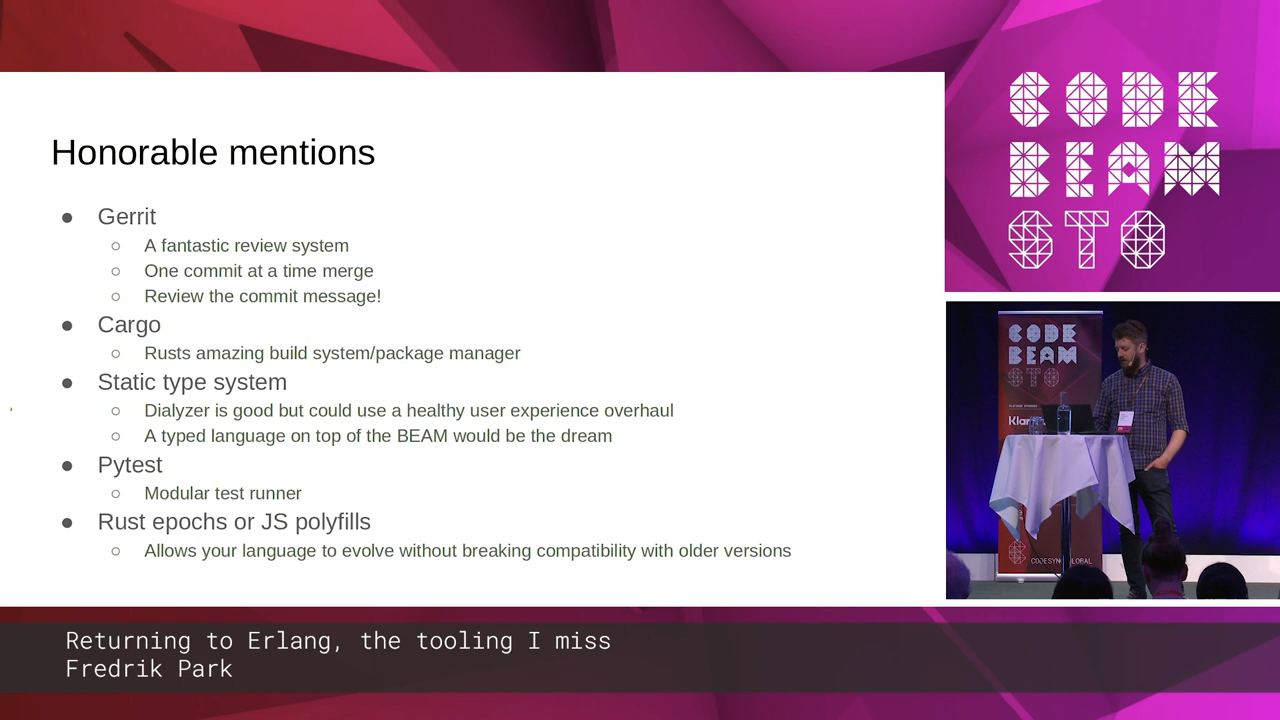 Honorable mentions
● Gerrit
○ A fantastic review system
○ One commit at a time merge
○ Review the commit message!
● Cargo
○ Rusts amazing build system/package manager
● Static type system
○ Dialyzer is good but could use a healthy user experience overhaul
○ A typed language on top of the BEAM would be the dream
● Pytest
○ Modular test runner
● Rust epochs or JS polyfills
○ Allows your language to evolve without breaking compatibility with older versions
CODE
BEAM
STO
CODE
BEAM
STO
Returning to Erlang, the tooling I miss
Fredrik Park